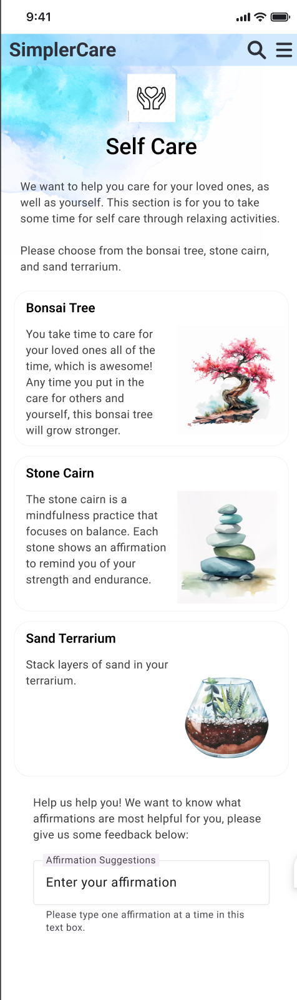 9:41
SimplerCare
Self Care
We want to help you care for your loved ones, as
well as yourself. This section is for you to take
some time for self care through relaxing activities.
Please choose from the bonsai tree, stone cairn,
and sand terrarium.
Bonsai Tree
You take time to care for
your loved ones all of the
time, which is awesome!
Any time you put in the
care for others and
yourself, this bonsai tree
will grow stronger.
Stone Cairn
The stone cairn is a
mindfulness practice that
focuses on balance. Each
stone shows an affirmation
to remind you of your
strength and endurance.
Sand Terrarium
Stack layers of sand in your
terrarium.
Help us help you! We want to know what
affirmations are most helpful for you, please
give us some feedback below:
Affirmation Suggestions
Enter your affirmation
Please type one affirmation at a time in this
text box.